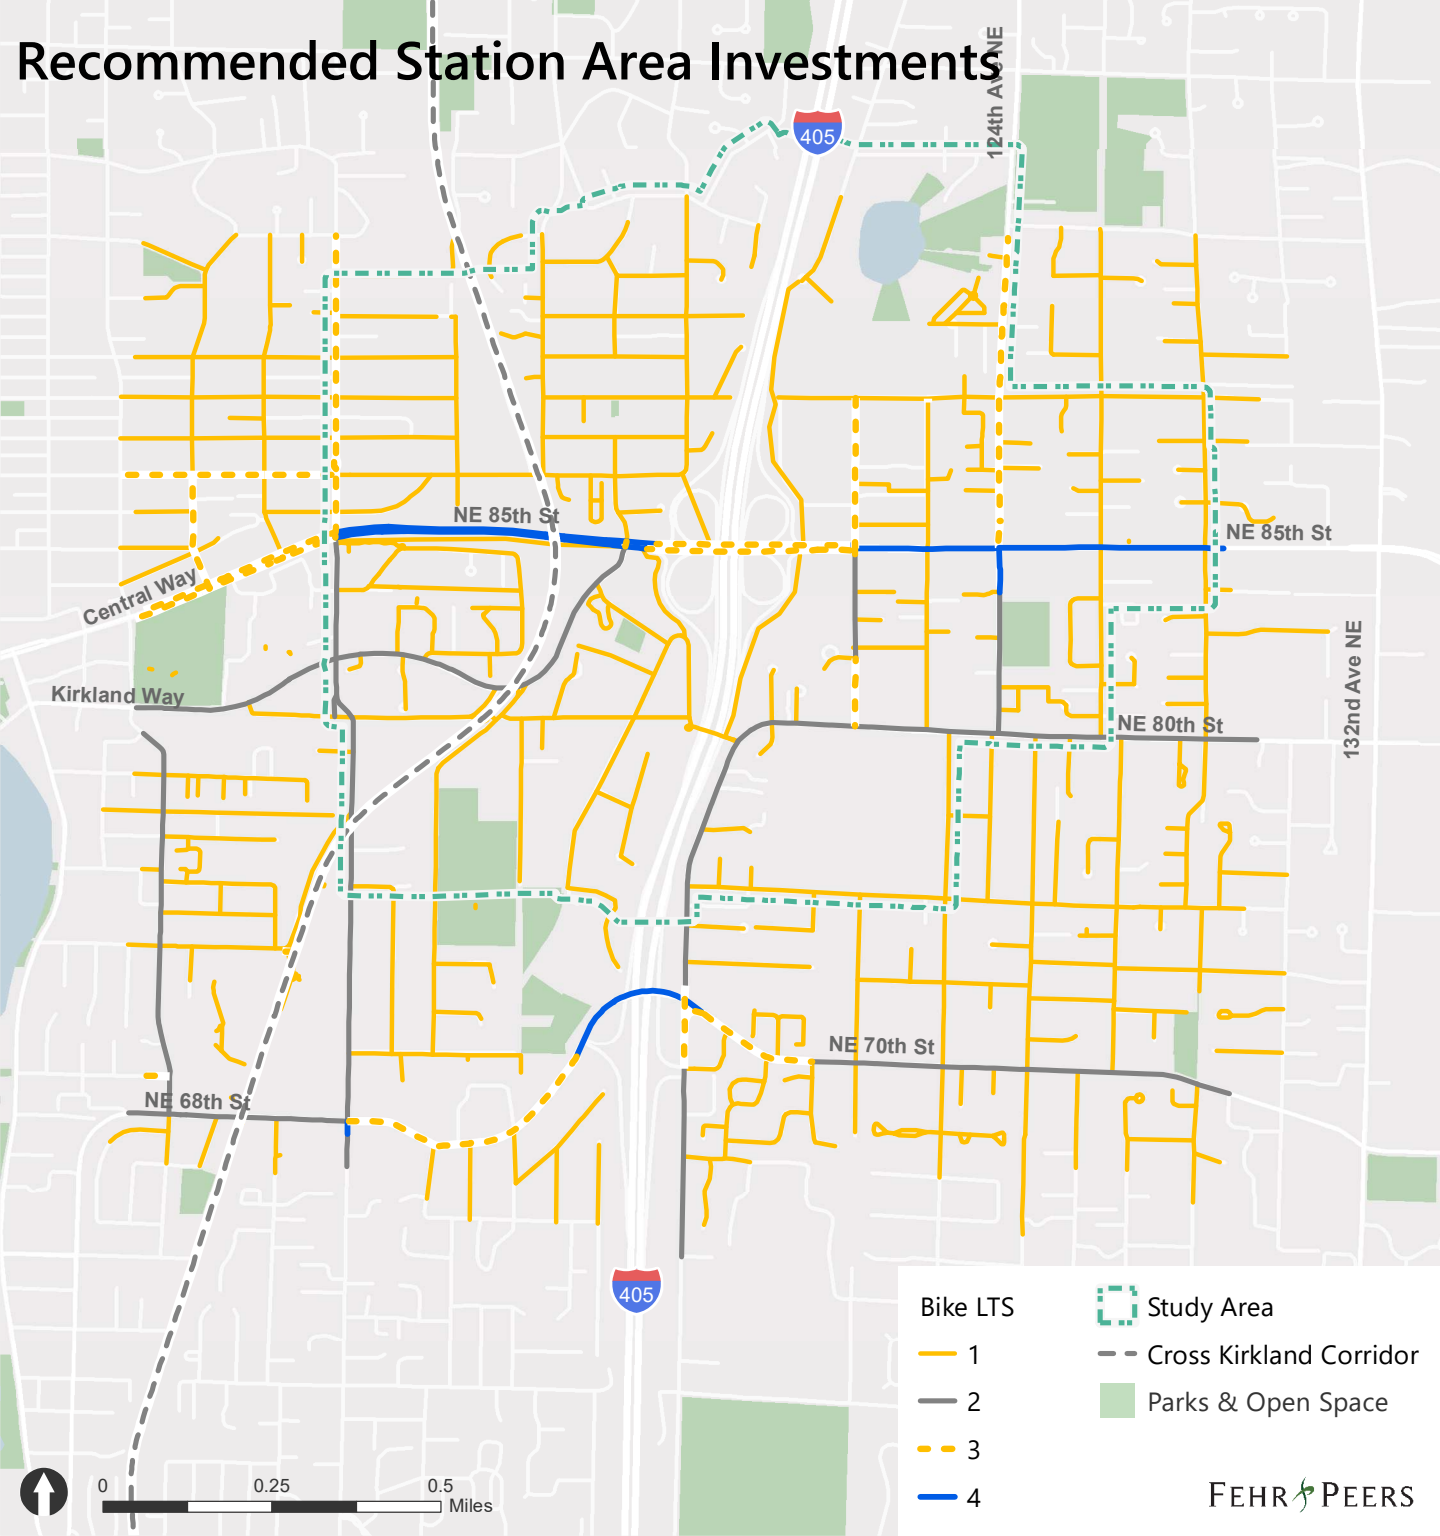 Recommended Station Area Investments
124th Ave NE
405
NE 85th St
NE 85th St
Central Way
Kirkland Way
132nd Ave NE
NE 80th St
NE 70th St
NE 68th St
405
Bike LTS
1
2
3
4
Study Area
Cross Kirkland Corridor
Parks & Open Space
0 0.25 0.5
Miles
FEHR PEERS